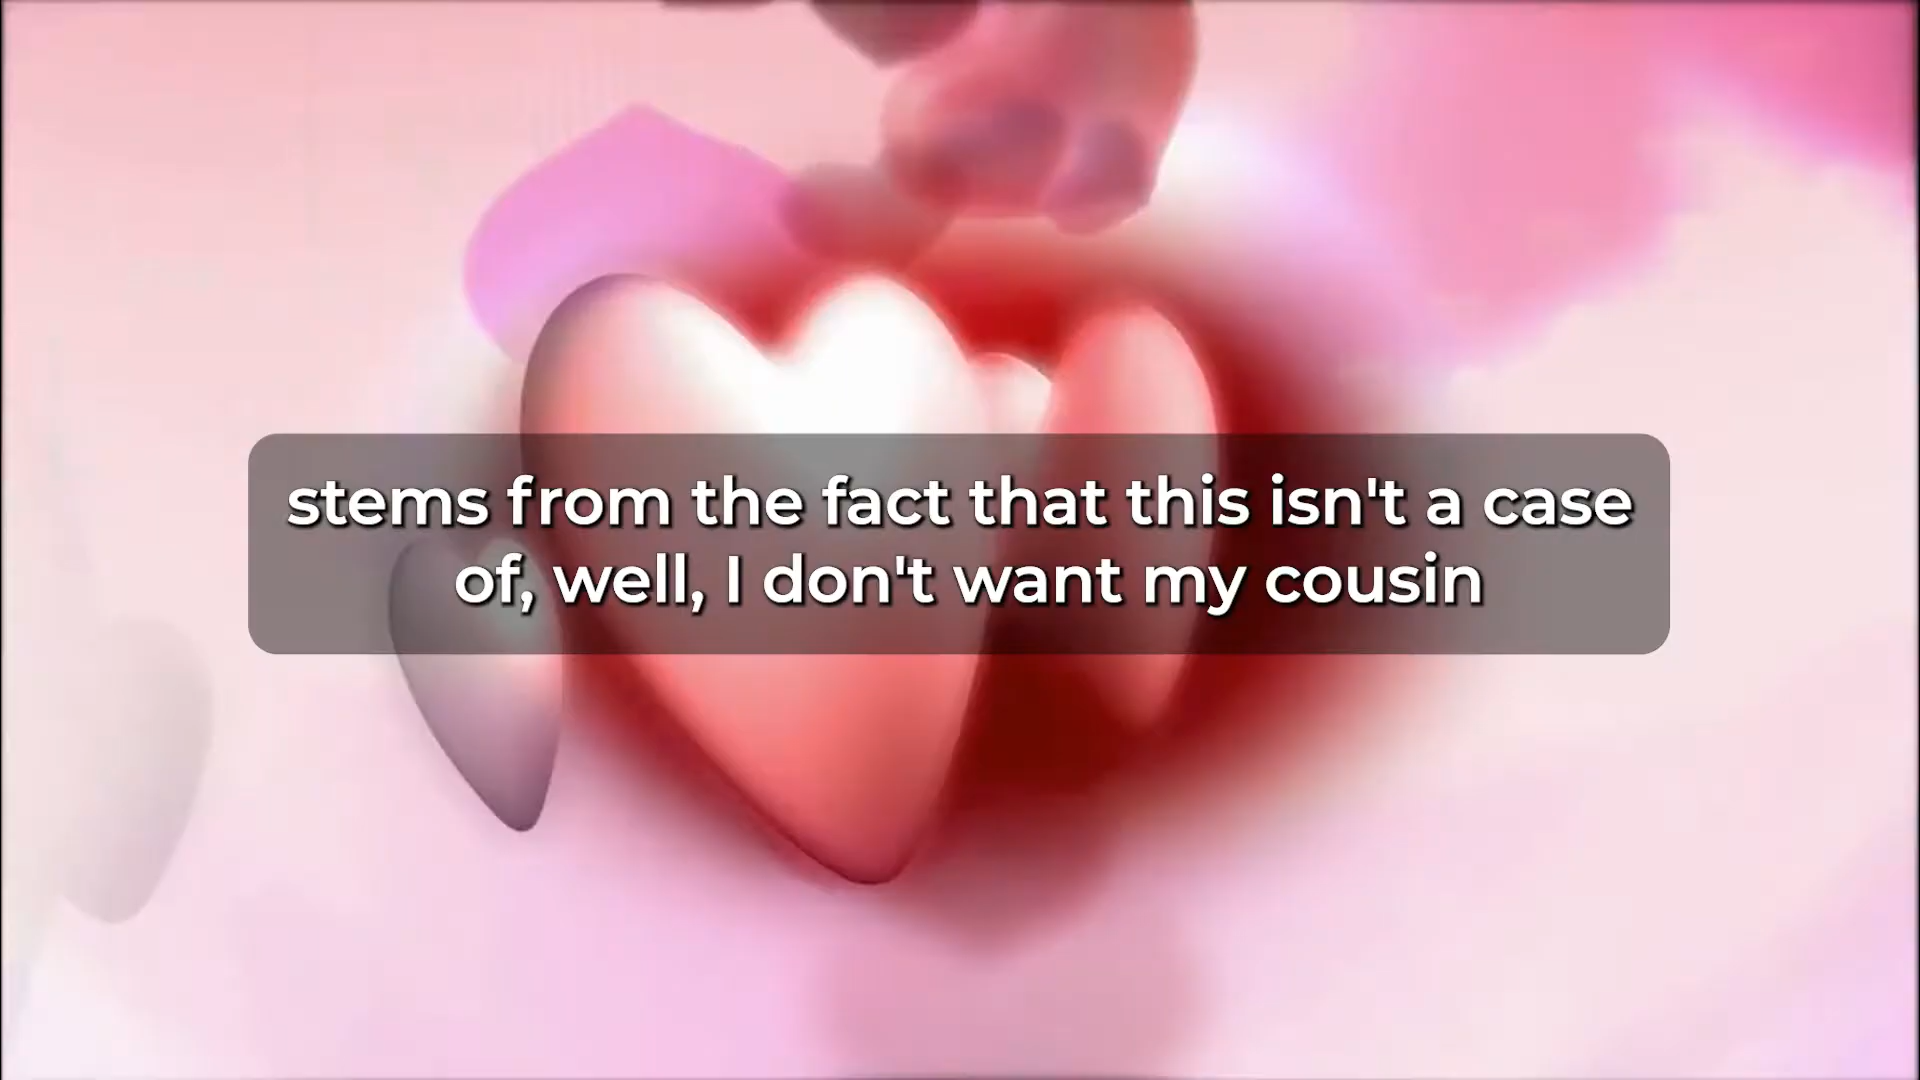 stems from the fact that this isn't a case
of, well, I don't want my cousin